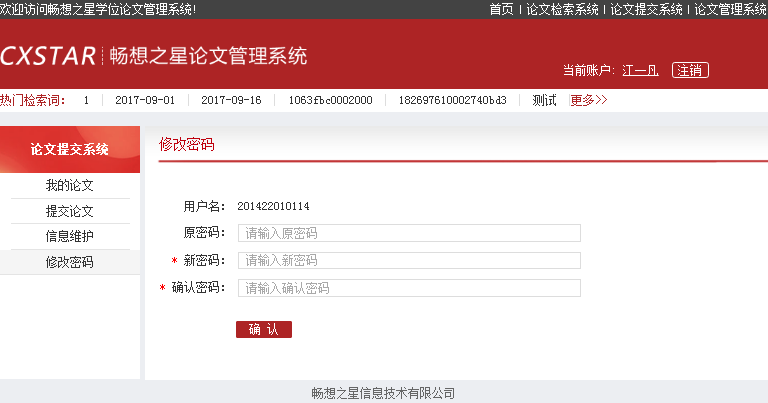 欢迎访问畅想之星学位论文管理系统!
首页 | 论文检索系统 | 论文提交系统 | 论文管理系统
CXSTAR 畅想之星论文管理系统
当前账户: 江一凡 注销
热门检索词: 1 2017-09-01 2017-09-16 1063fbc0002000 182697610002740bd3 测试 更多>>
论文提交系统
我的论文
提交论文
信息维护
修改密码
修改密码
用户名: 201422010114
原密码: 请输入原密码
* 新密码: 请输入新密码
* 确认密码: 请输入确认密码
确 认
畅想之星信息技术有限公司